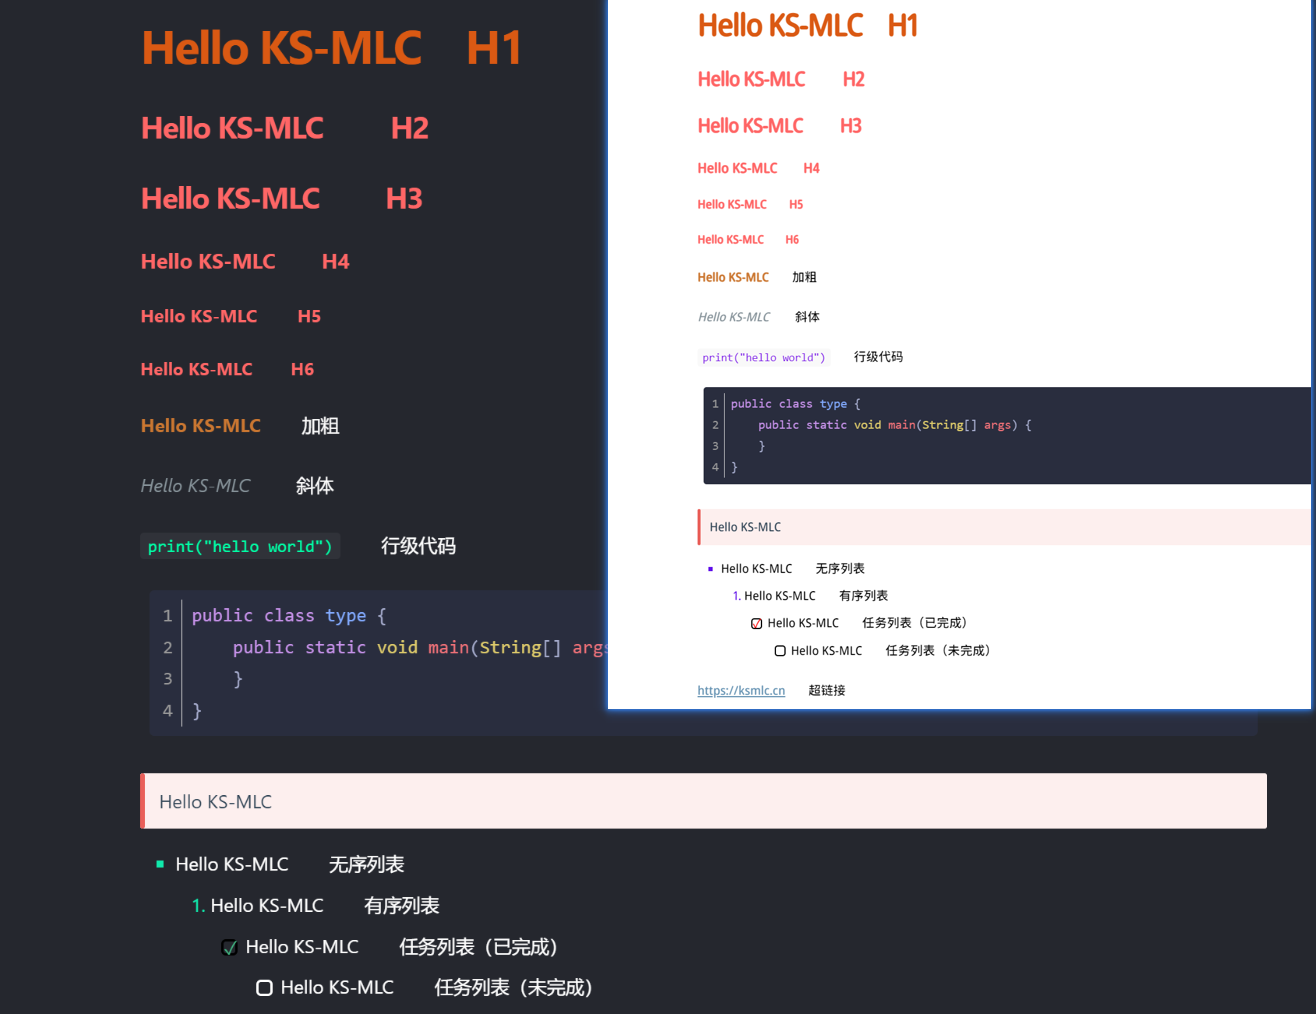 Hello KS-MLC H1
Hello KS-MLC H2
Hello KS-MLC H3
Hello KS-MLC H4
Hello KS-MLC H5
Hello KS-MLC H6
Hello KS-MLC 加粗
Hello KS-MLC 斜体
print("hello world") 行级代码
1 public class type {
2 public static void main(String[] args
3 }
4 }
Hello KS-MLC
Hello KS-MLC 无序列表
1. Hello KS-MLC 有序列表
Hello KS-MLC 任务列表（已完成）
Hello KS-MLC 任务列表（未完成）
Hello KS-MLC H1
Hello KS-MLC H2
Hello KS-MLC H3
Hello KS-MLC H4
Hello KS-MLC H5
Hello KS-MLC H6
Hello KS-MLC 加粗
Hello KS-MLC 斜体
print("hello world") 行级代码
1 public class type {
2 public static void main(String[] args) {
3 }
4 }
Hello KS-MLC
Hello KS-MLC 无序列表
1. Hello KS-MLC 有序列表
Hello KS-MLC 任务列表（已完成）
Hello KS-MLC 任务列表（未完成）
https://ksmlc.cn 超链接